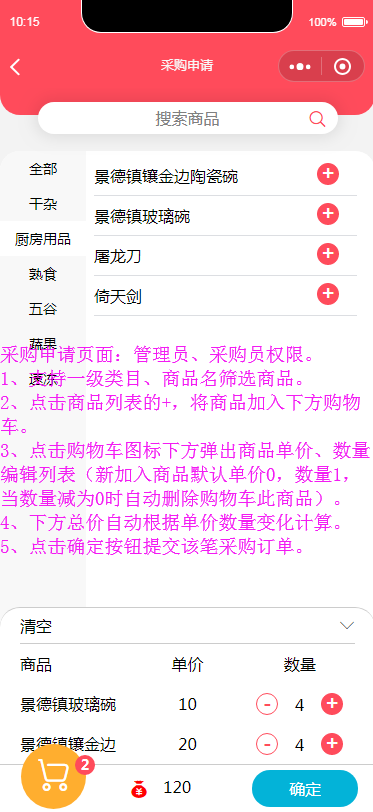 10:15
100%
采购申请
搜索商品
全部
干杂
厨房用品
熟食
五谷
蔬果
速冻
景德镇镶金边陶瓷碗
景德镇玻璃碗
屠龙刀
倚天剑
采购申请页面：管理员、采购员权限。
1、支持一级类目、商品名筛选商品。
2、点击商品列表的+，将商品加入下方购物
车。
3、点击购物车图标下方弹出商品单价、数量
编辑列表（新加入商品默认单价0，数量1，
当数量减为0时自动删除购物车此商品）。
4、下方总价自动根据单价数量变化计算。
5、点击确定按钮提交该笔采购订单。
清空
商品 单价 数量
景德镇玻璃碗 10 - 4 +
景德镇镶金边 20 - 4 +
2
120
确定